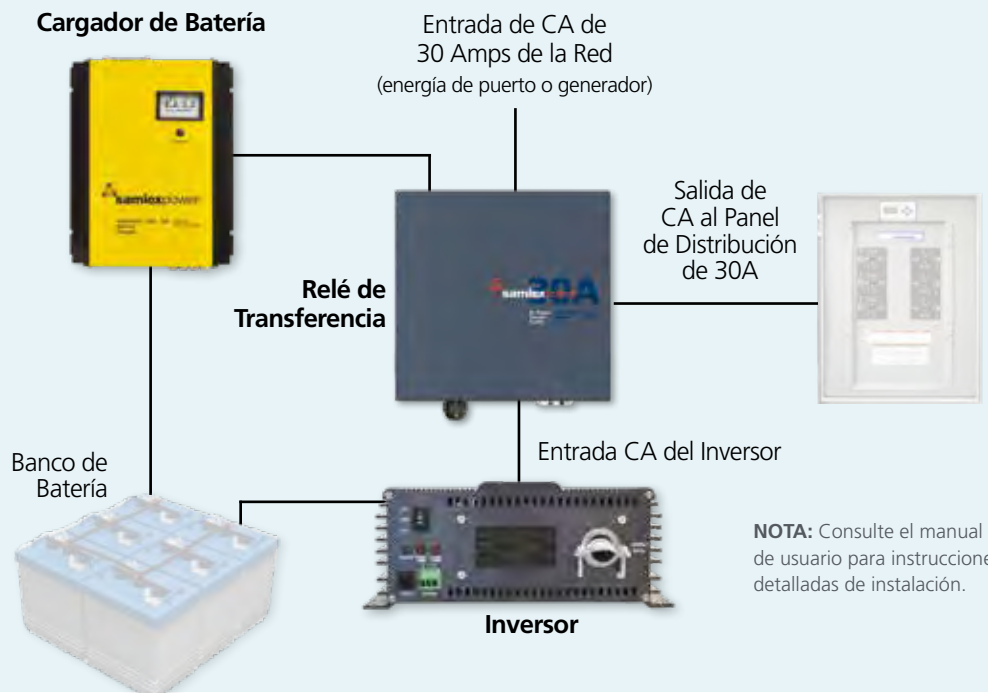 Cargador de Batería
Entrada de CA de
30 Amps de la Red
(energía de puerto o generador)
samlexpower
Salida de
CA al Panel
de Distribución
de 30A
Relé de
Transferencia
30A
samlexpower
Entrada CA del Inversor
Banco de
Batería
NOTA: Consulte el manual
de usuario para instruccione
detalladas de instalación.
Inversor